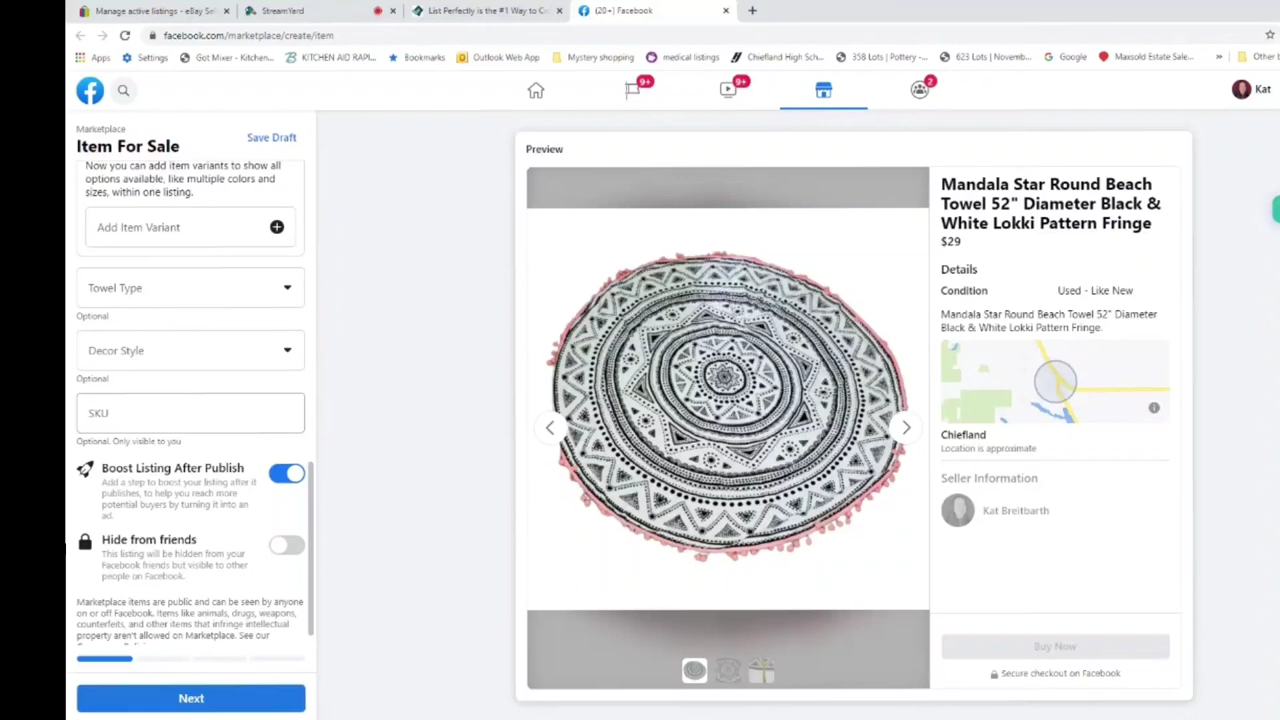 Manage active listings - eBay Sel
StreamYard
List Perfectly is the #1 Way to C
(20+) Facebook
facebook.com/marketplace/create/item
Apps
Settings
Got Mixer - Kitchen...
KITCHEN AID RAPI...
Bookmarks
Outlook Web App
Mystery shopping
medical listings
Chiefland High Sch...
358 Lots | Pottery -...
623 Lots | Novemb...
Google
Maxsold Estate Sale...
»
Other b
9+
9+
2
Kat
Marketplace
Item For Sale
Save Draft
Now you can add item variants to show all
options available, like multiple colors and
sizes, within one listing.
Add Item Variant
Towel Type
Optional
Decor Style
Optional
SKU
Optional. Only visible to you
Boost Listing After Publish
Add a step to boost your listing after it
publishes, to help you reach more
potential buyers by turning it into an
ad.
Hide from friends
This listing will be hidden from your
Facebook friends but visible to other
people on Facebook.
Marketplace items are public and can be seen by anyone
on or off Facebook. Items like animals, drugs, weapons,
counterfeits, and other items that infringe intellectual
property aren't allowed on Marketplace. See our
Next
Preview
Mandala Star Round Beach
Towel 52" Diameter Black &
White Lokki Pattern Fringe
$29
Details
Condition
Used - Like New
Mandala Star Round Beach Towel 52" Diameter
Black & White Lokki Pattern Fringe.
Chiefland
Location is approximate
Seller Information
Kat Breitbarth
Buy Now
Secure checkout on Facebook